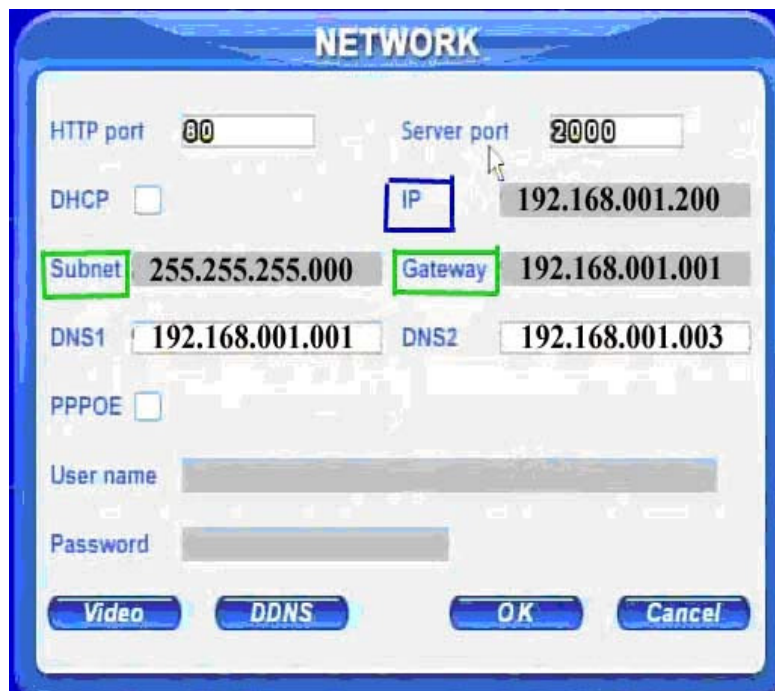 NETWORK
HTTP port 80 Server port 2000
DHCP IP 192.168.001.200
Subnet 255.255.255.000 Gateway 192.168.001.001
DNS1 192.168.001.001 DNS2 192.168.001.003
PPPOE
User name
Password
Video DDNS OK Cancel